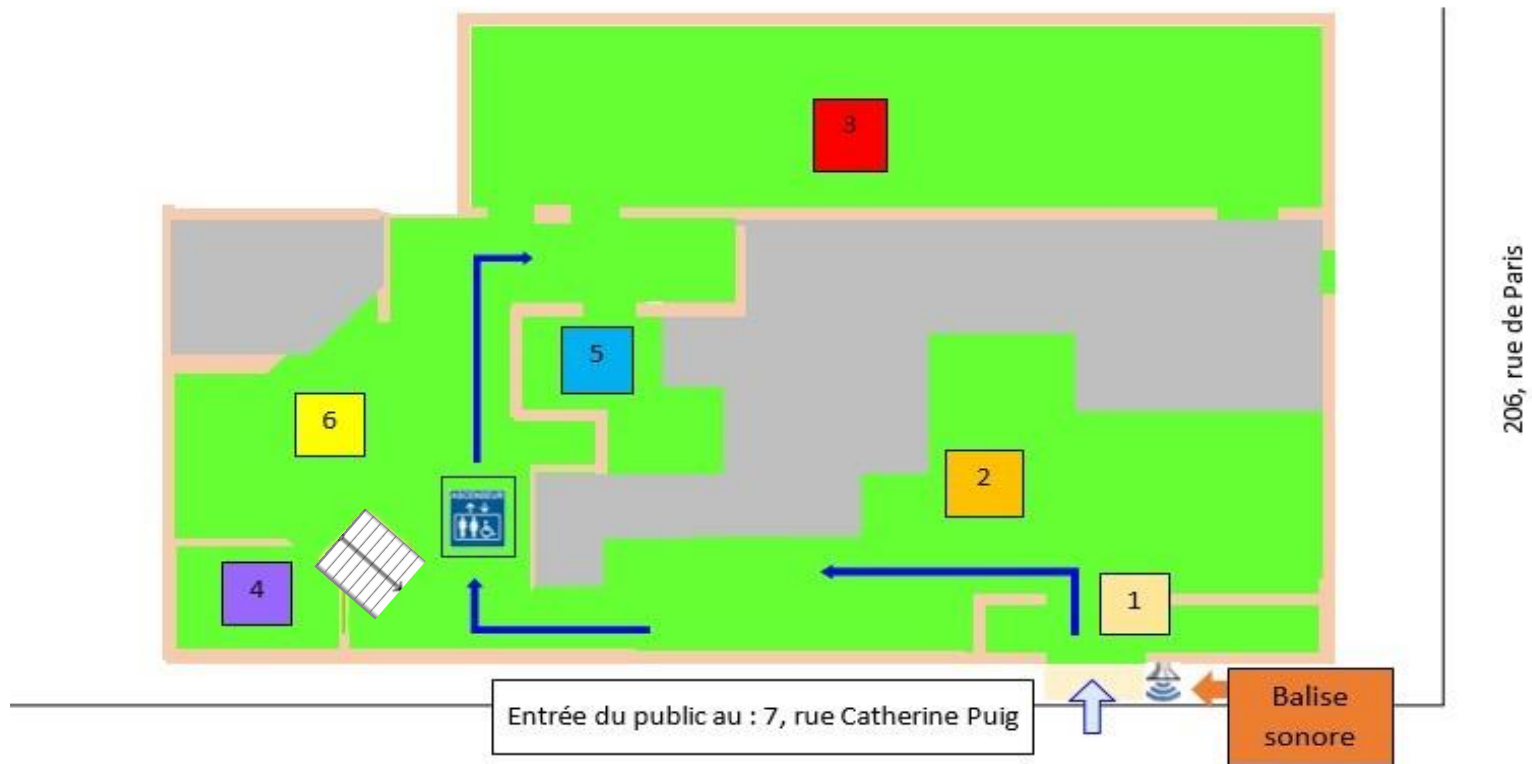 3
206, rue de Paris
5
6
2
ASCENSEUR
4
1
Entrée du public au : 7, rue Catherine Puig
Balise
sonore